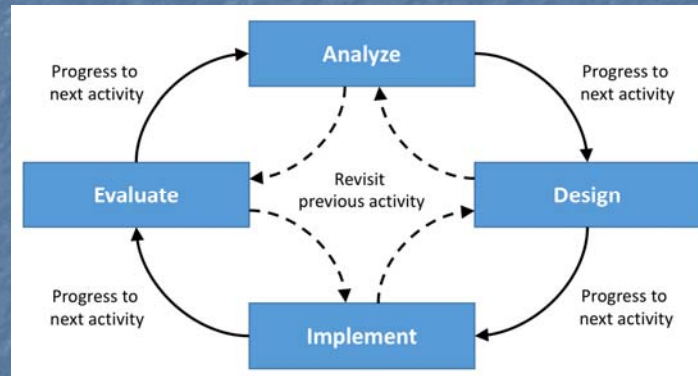 Analyze
Progress to
next activity
Progress to
next activity
Evaluate
Revisit
previous activity
Design
Progress to
next activity
Progress to
next activity
Implement